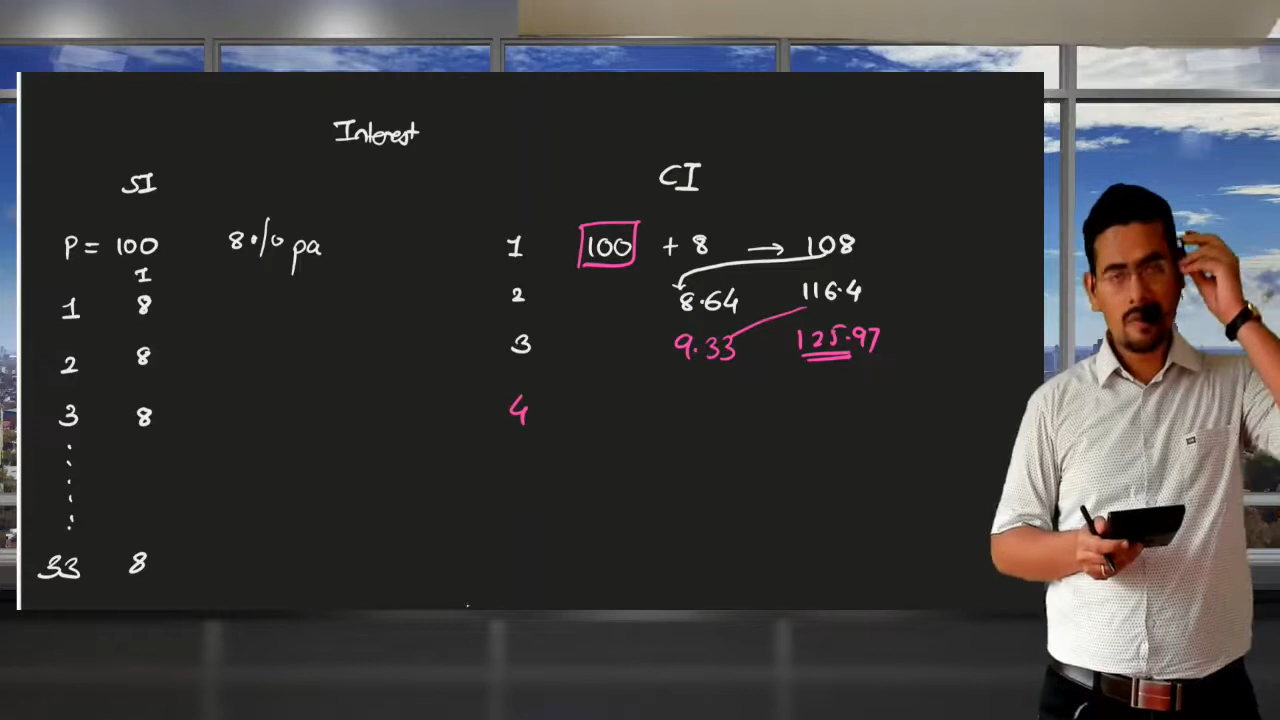 Interest
SI
CI
P = 100 8% pa
I
1 8
2 8
3 8
33 8
1 100 + 8 → 108
2 8.64 116.4
3 9.33 125.97
4